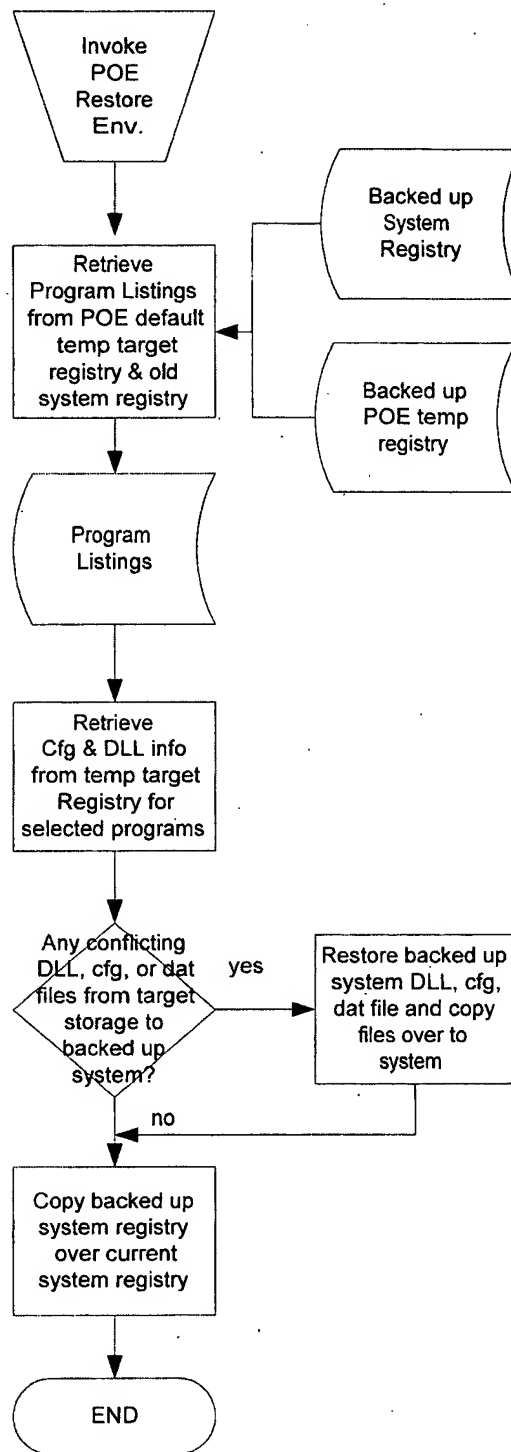 Invoke
POE
Restore
Env.
Backed up
System
Registry
Retrieve
Program Listings
from POE default
temp target
registry & old
system registry
Backed up
POE temp
registry
Program
Listings
Retrieve
Cfg & DLL info
from temp target
Registry for
selected programs
Any conflicting
DLL, cfg, or dat
files from target
storage to
backed up
system?
yes
Restore backed up
system DLL, cfg,
dat file and copy
files over to
system
no
Copy backed up
system registry
over current
system registry
END